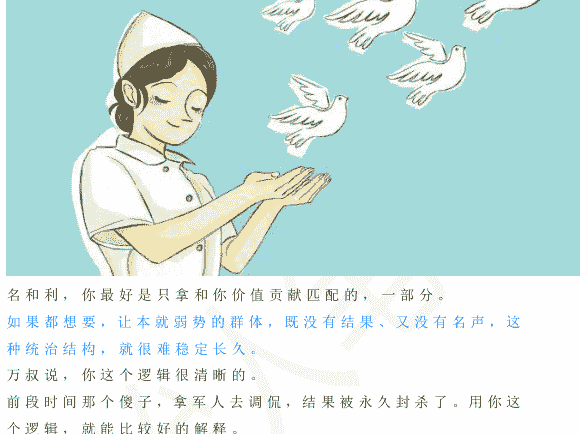 名和利，你最好是只拿和你价值贡献匹配的，一部分。
如果都想要，让本就弱势的群体，既没有结果、又没有名声，这
种统治结构，就很难稳定长久。
万叔说，你这个逻辑很清晰的。
前段时间那个傻子，拿军人去调侃，结果被永久封杀了。用你这
个逻辑，就能比较好的解释。